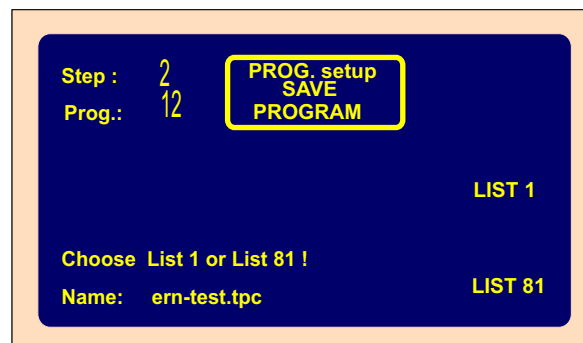 Step : 2
Prog.: 12
PROG. setup
SAVE
PROGRAM
LIST 1
Choose List 1 or List 81 !
Name: ern-test.tpc
LIST 81